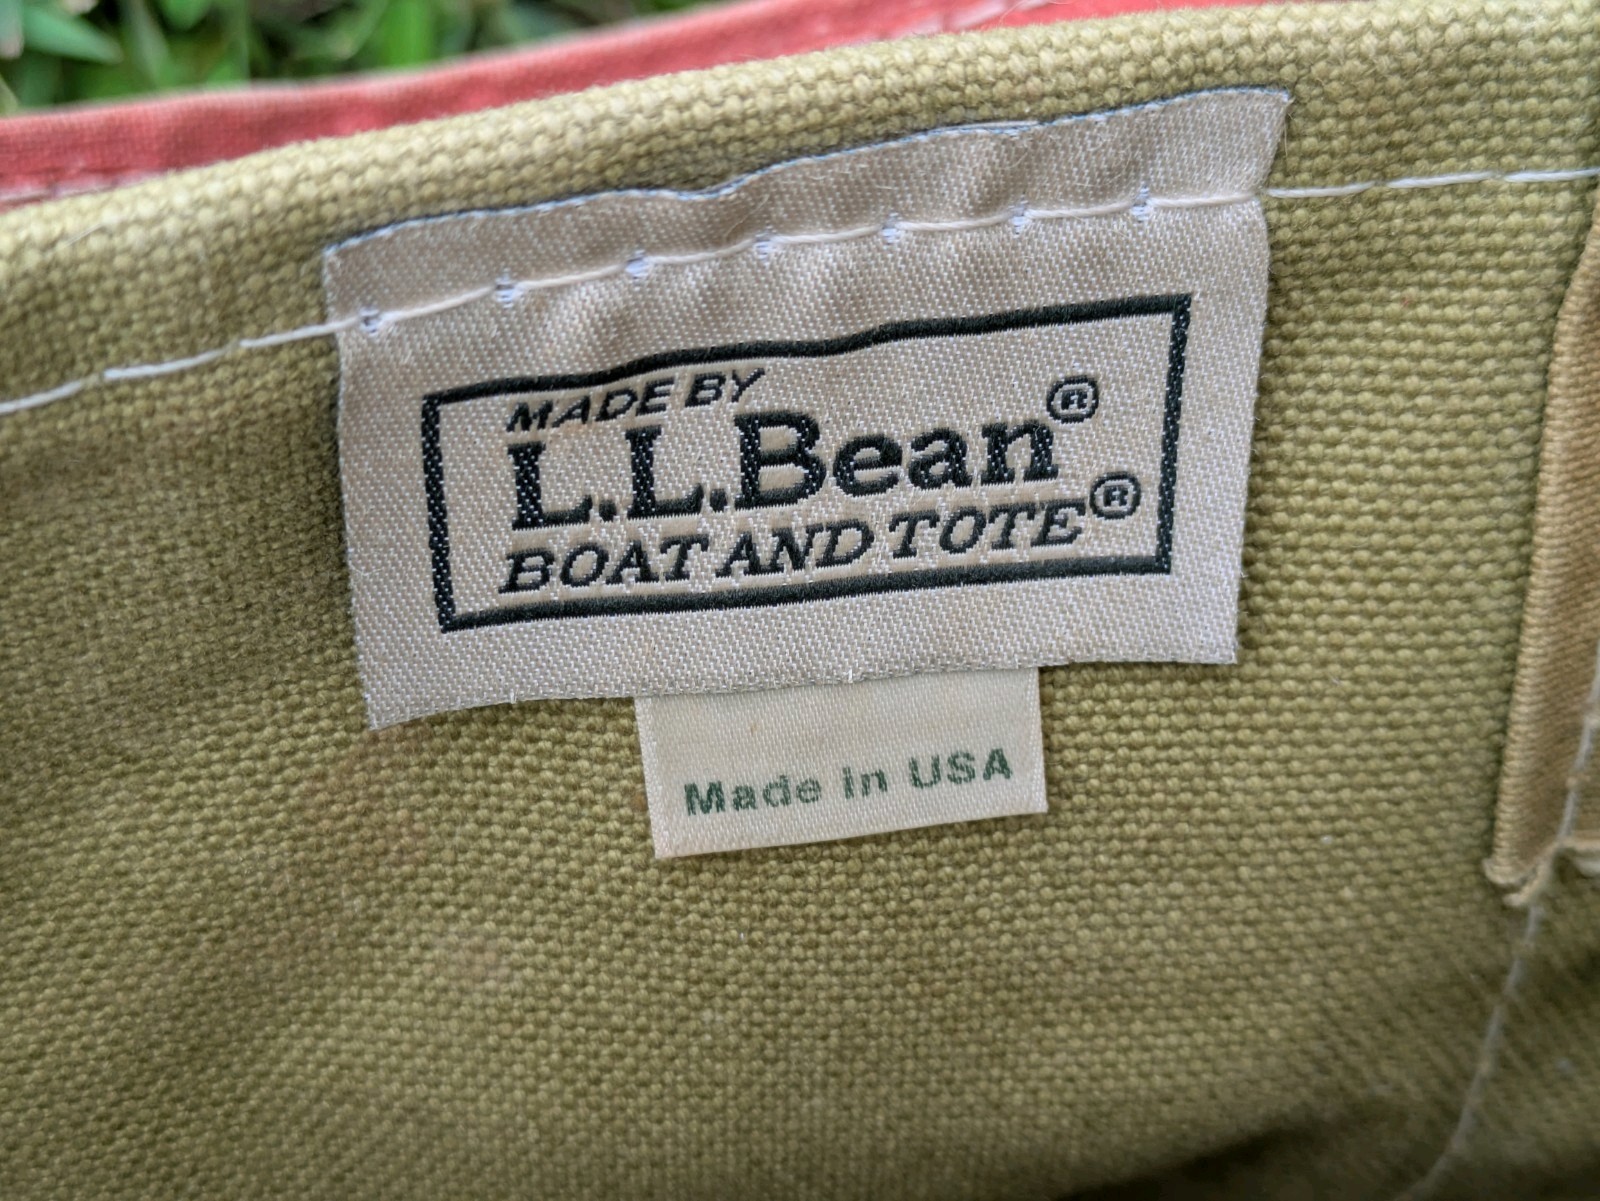 MADE BY
L.L.Bean®
BOAT AND TOTE®
Made in USA